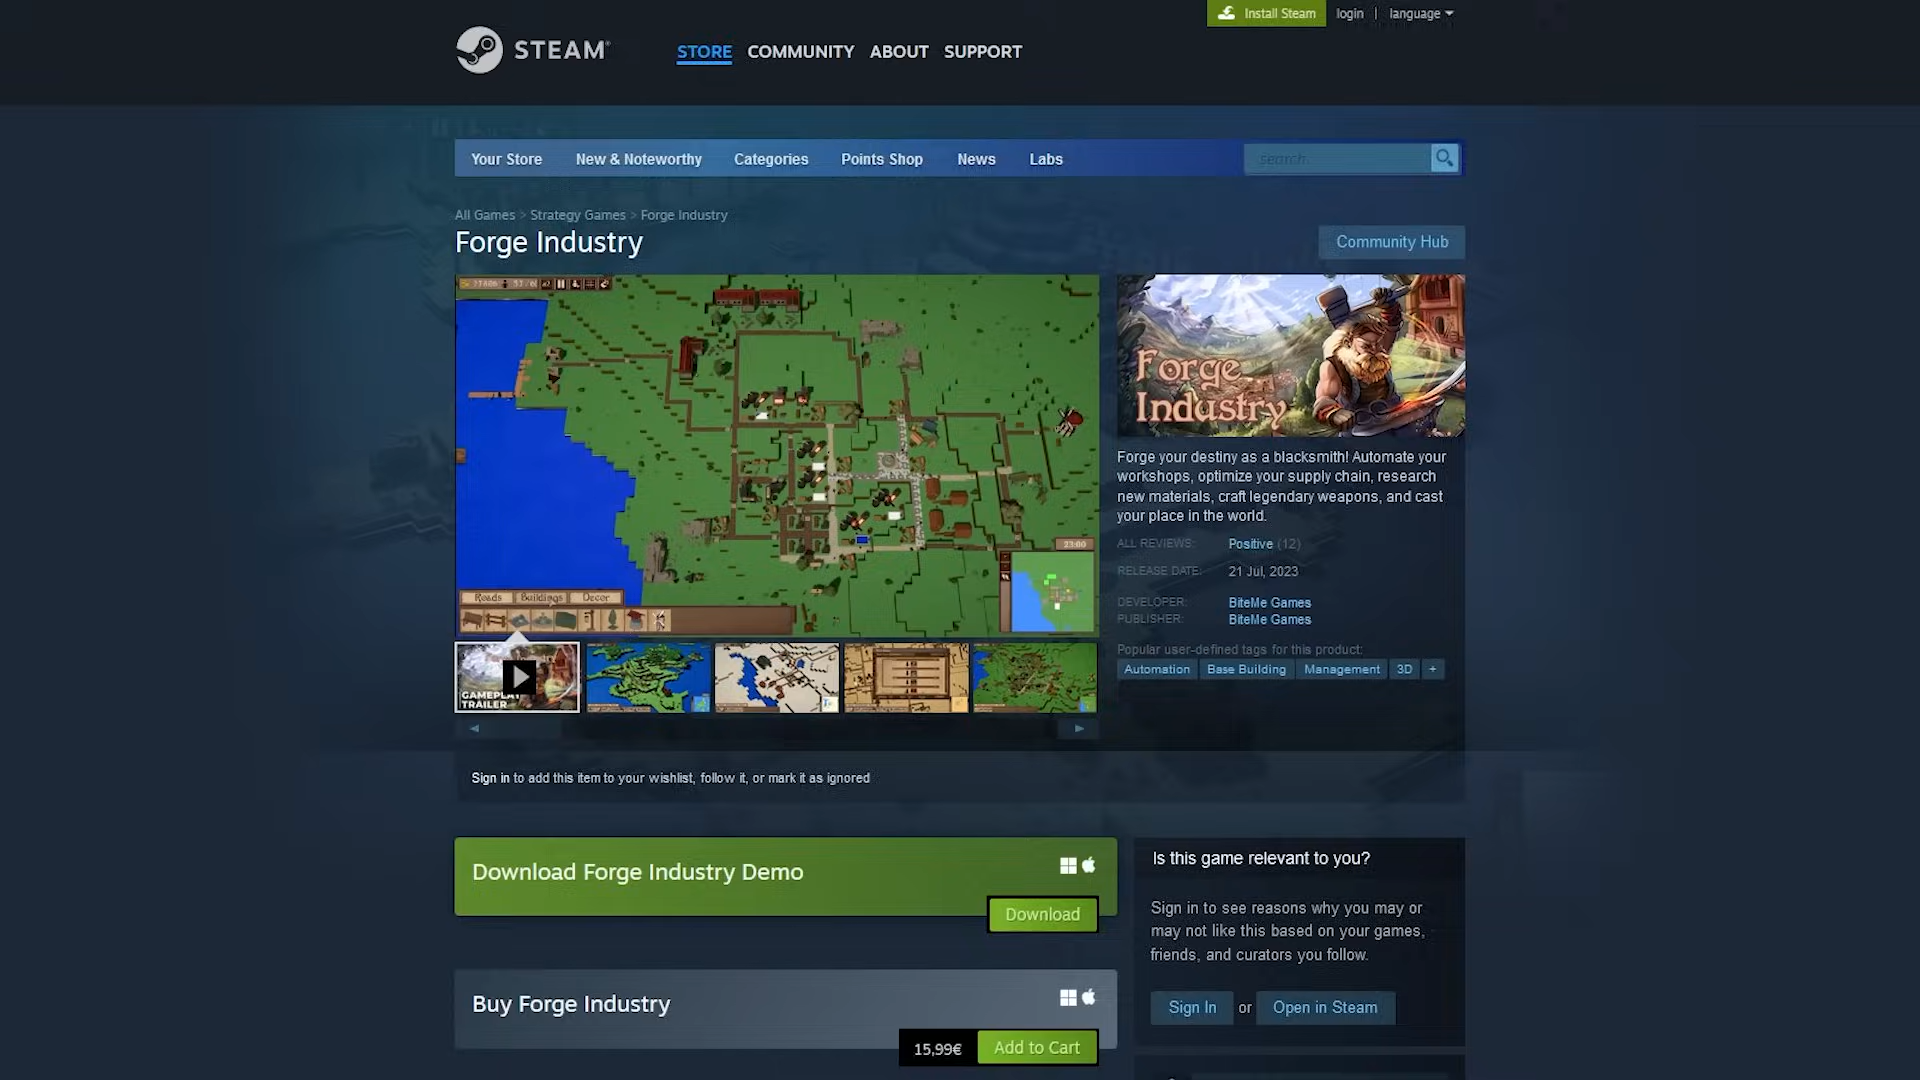 Install Steam
login
language
STEAM
STORE
COMMUNITY
ABOUT
SUPPORT
Your Store
New & Noteworthy
Categories
Points Shop
News
Labs
search
All Games > Strategy Games > Forge Industry
Forge Industry
Community Hub
Roads
Buildings
Decor
23:00
GAMEPLAY
TRAILER
Forge
Industry
Forge your destiny as a blacksmith! Automate your
workshops, optimize your supply chain, research
new materials, craft legendary weapons, and cast
your place in the world.
ALL REVIEWS: Positive (12)
RELEASE DATE: 21 Jul, 2023
DEVELOPER: BiteMe Games
PUBLISHER: BiteMe Games
Popular user-defined tags for this product:
Automation Base Building Management 3D +
Sign in to add this item to your wishlist, follow it, or mark it as ignored
Download Forge Industry Demo
Download
Buy Forge Industry
15,99€
Add to Cart
Is this game relevant to you?
Sign in to see reasons why you may or
may not like this based on your games,
friends, and curators you follow.
Sign In or Open in Steam